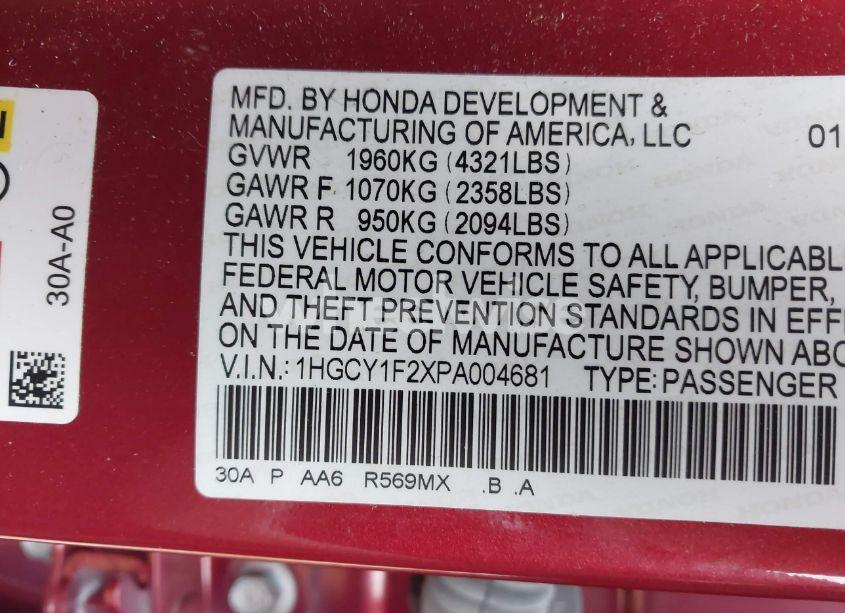 MFD. BY HONDA DEVELOPMENT &
MANUFACTURING OF AMERICA, LLC 01
GVWR 1960KG (4321LBS)
GAWR F 1070KG (2358LBS)
GAWR R 950KG (2094LBS)
THIS VEHICLE CONFORMS TO ALL APPLICABL
FEDERAL MOTOR VEHICLE SAFETY, BUMPER,
AND THEFT PREVENTION STANDARDS IN EFF
ON THE DATE OF MANUFACTURE SHOWN ABO
V.I.N.: 1HGCY1F2XPA004681 TYPE: PASSENGER
30A P AA6 R569MX .B .A
30A-A0